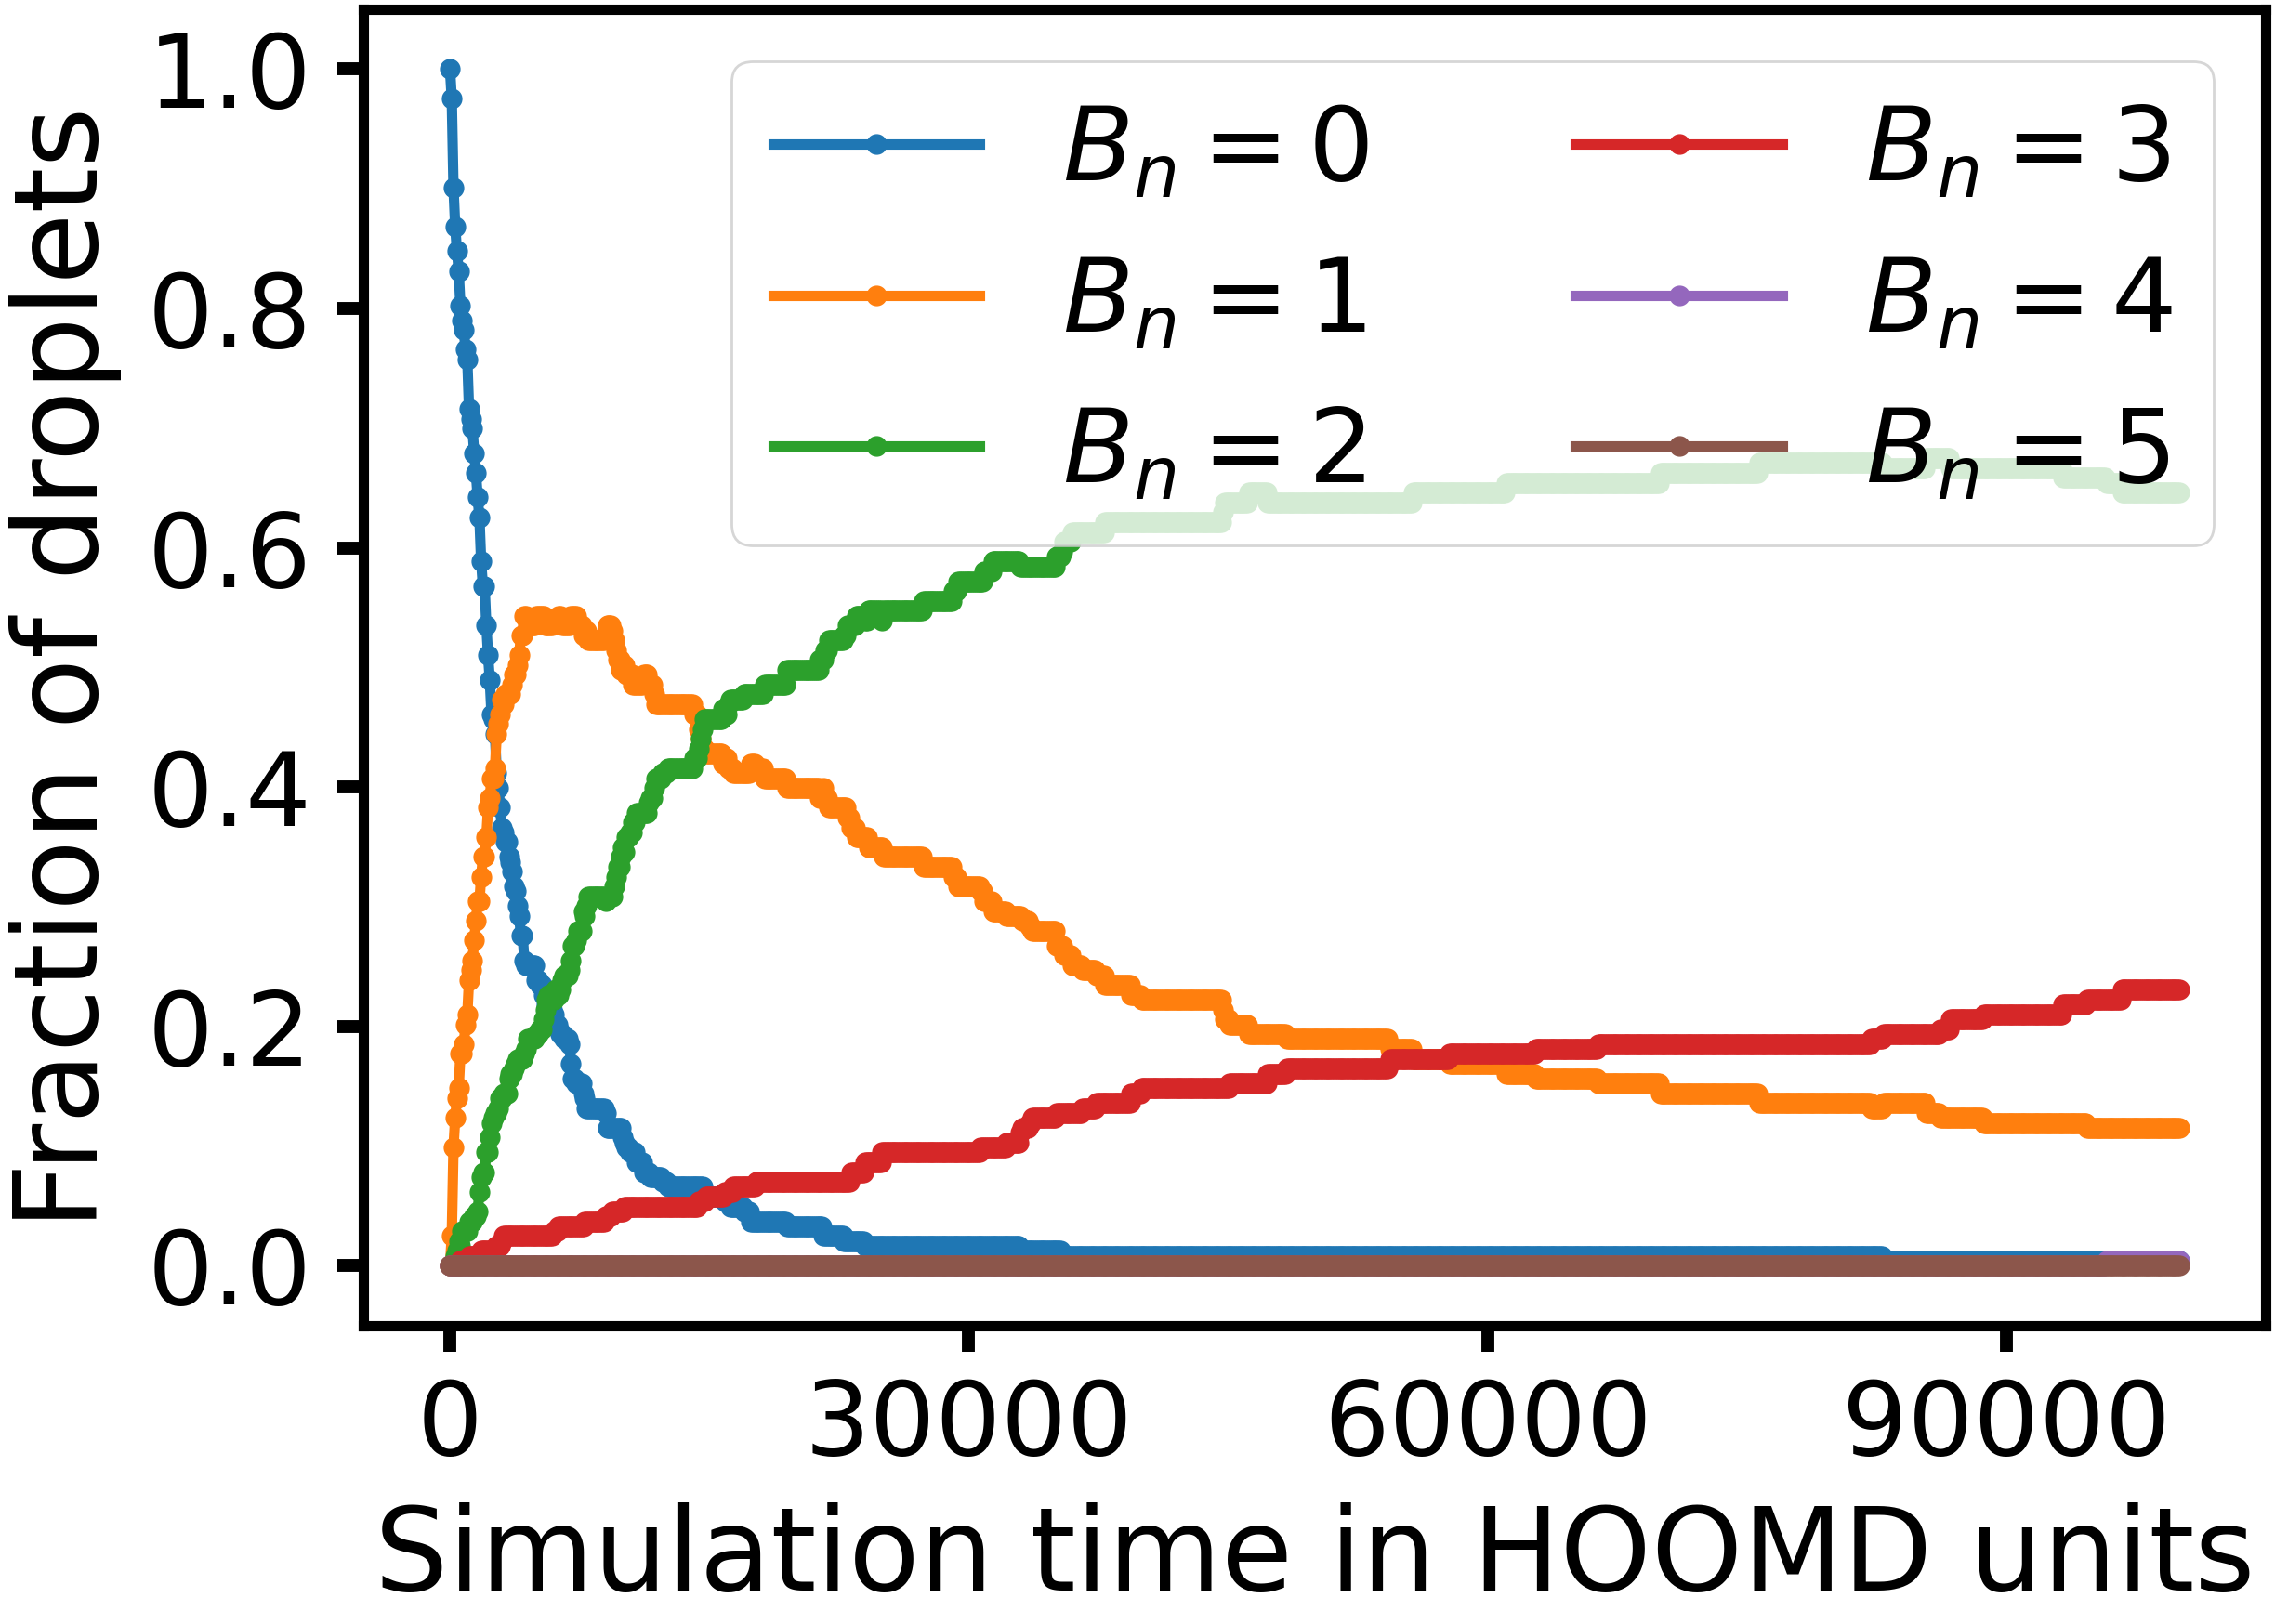 Fraction of droplets
1.0
0.8
0.6
0.4
0.2
0.0
B_n = 0
B_n = 1
B_n = 2
B_n = 3
B_n = 4
B_n = 5
0 30000 60000 90000
Simulation time in HOOMD units